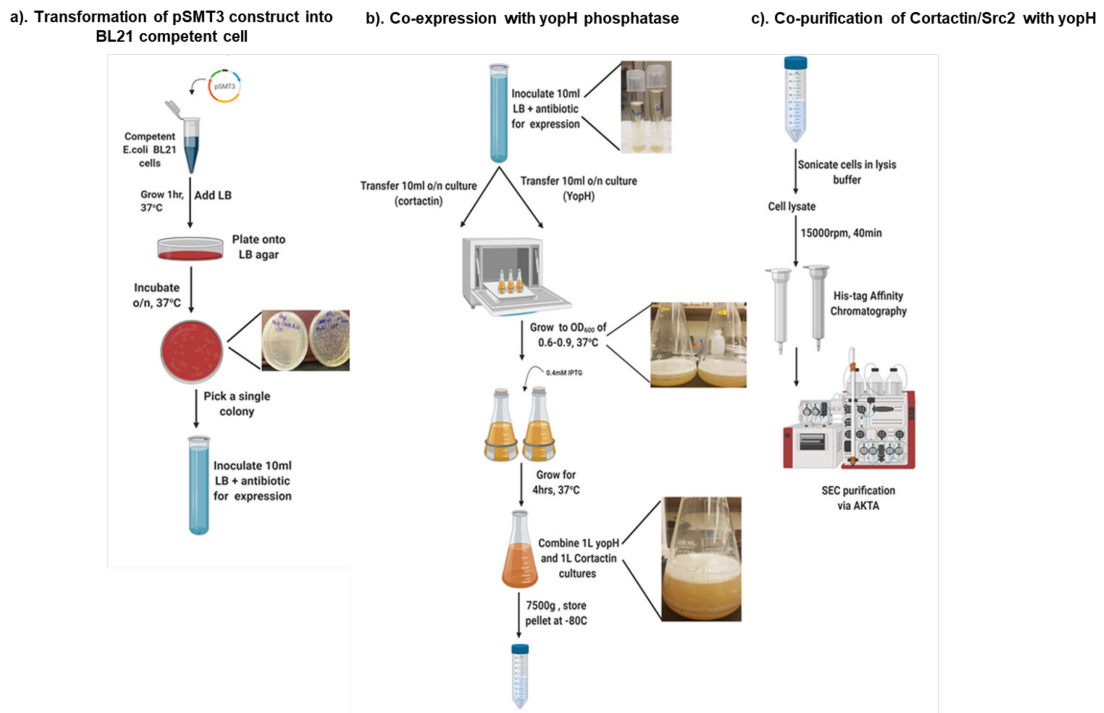 a). Transformation of pSMT3 construct into
BL21 competent cell
pSMT3
Competent
E.coli BL21
cells
Grow 1hr,
37°C
Add LB
Plate onto
LB agar
Incubate
o/n, 37°C
Pick a single
colony
Inoculate 10ml
LB + antibiotic
for expression
b). Co-expression with yopH phosphatase
Inoculate 10ml
LB + antibiotic
for expression
Transfer 10ml o/n culture
(cortactin)
Transfer 10ml o/n culture
(YopH)
Grow to OD₆₀₀ of
0.6-0.9, 37°C
0.4mM IPTG
Grow for
4hrs, 37°C
Combine 1L yopH
and 1L Cortactin
cultures
7500g , store
pellet at -80C
c). Co-purification of Cortactin/Src2 with yopH
Sonicate cells in lysis
buffer
Cell lysate
15000rpm, 40min
His-tag Affinity
Chromatography
SEC purification
via AKTA